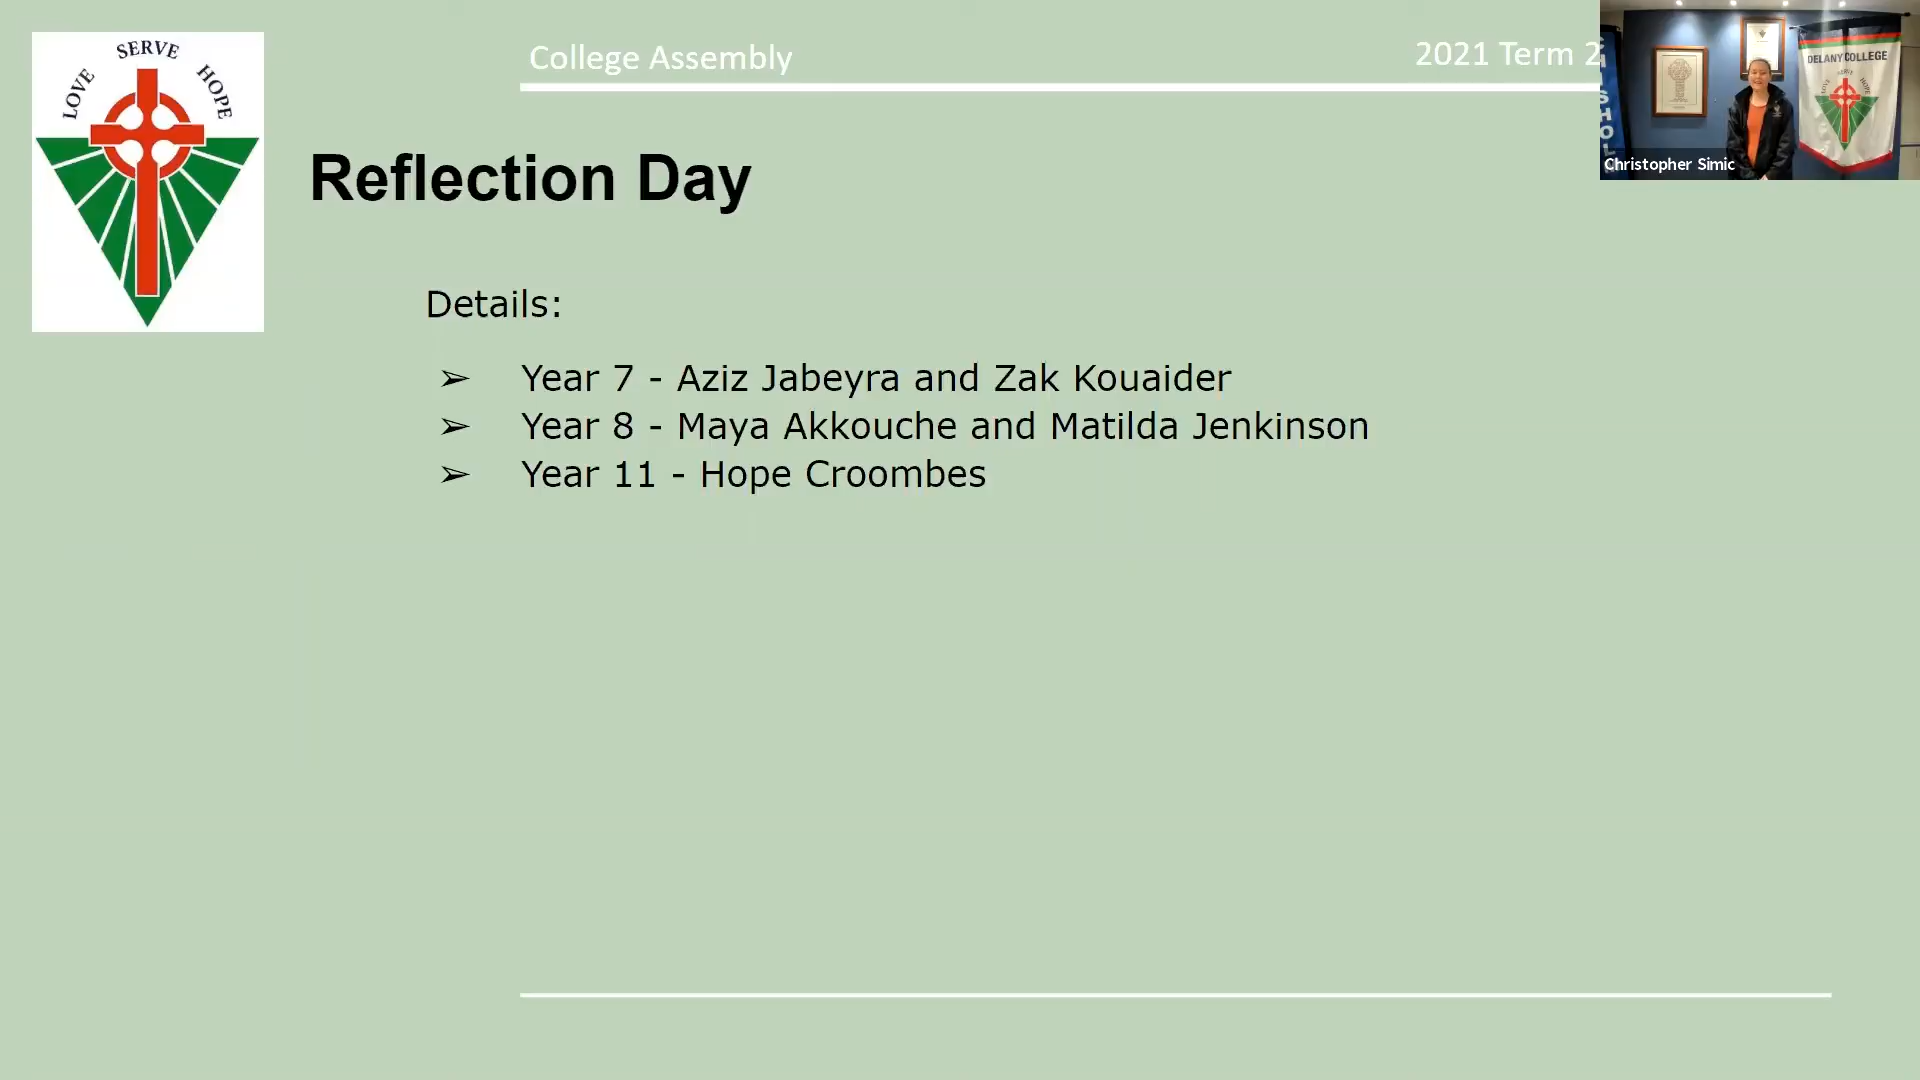 LOVE SERVE HOPE
College Assembly
2021 Term 2
DELANY COLLEGE
Christopher Simic
Reflection Day
Details:
➢ Year 7 - Aziz Jabeyra and Zak Kouaider
➢ Year 8 - Maya Akkouche and Matilda Jenkinson
➢ Year 11 - Hope Croombes